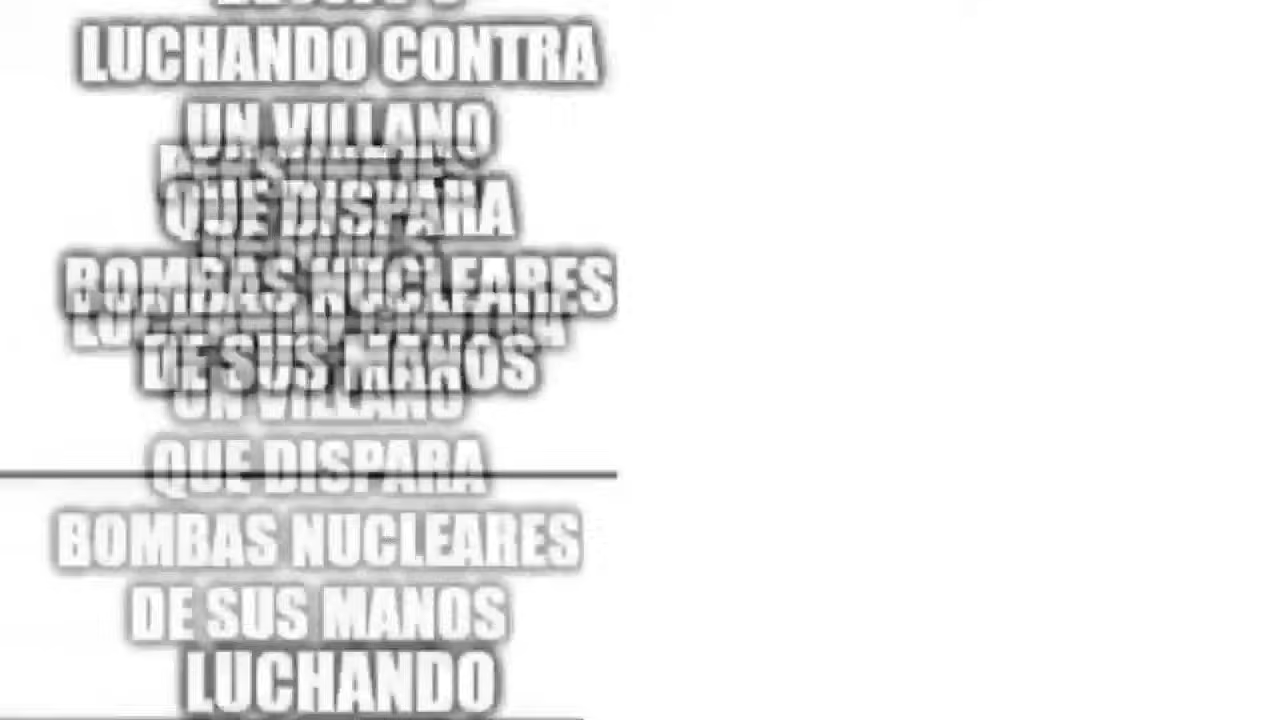 LUCHANDO CONTRA
UN VILLANO
QUE DISPARA
BOMBAS NUCLEARES
DE SUS MANOS
UN VILLANO
QUE DISPARA
BOMBAS NUCLEARES
DE SUS MANOS
LUCHANDO